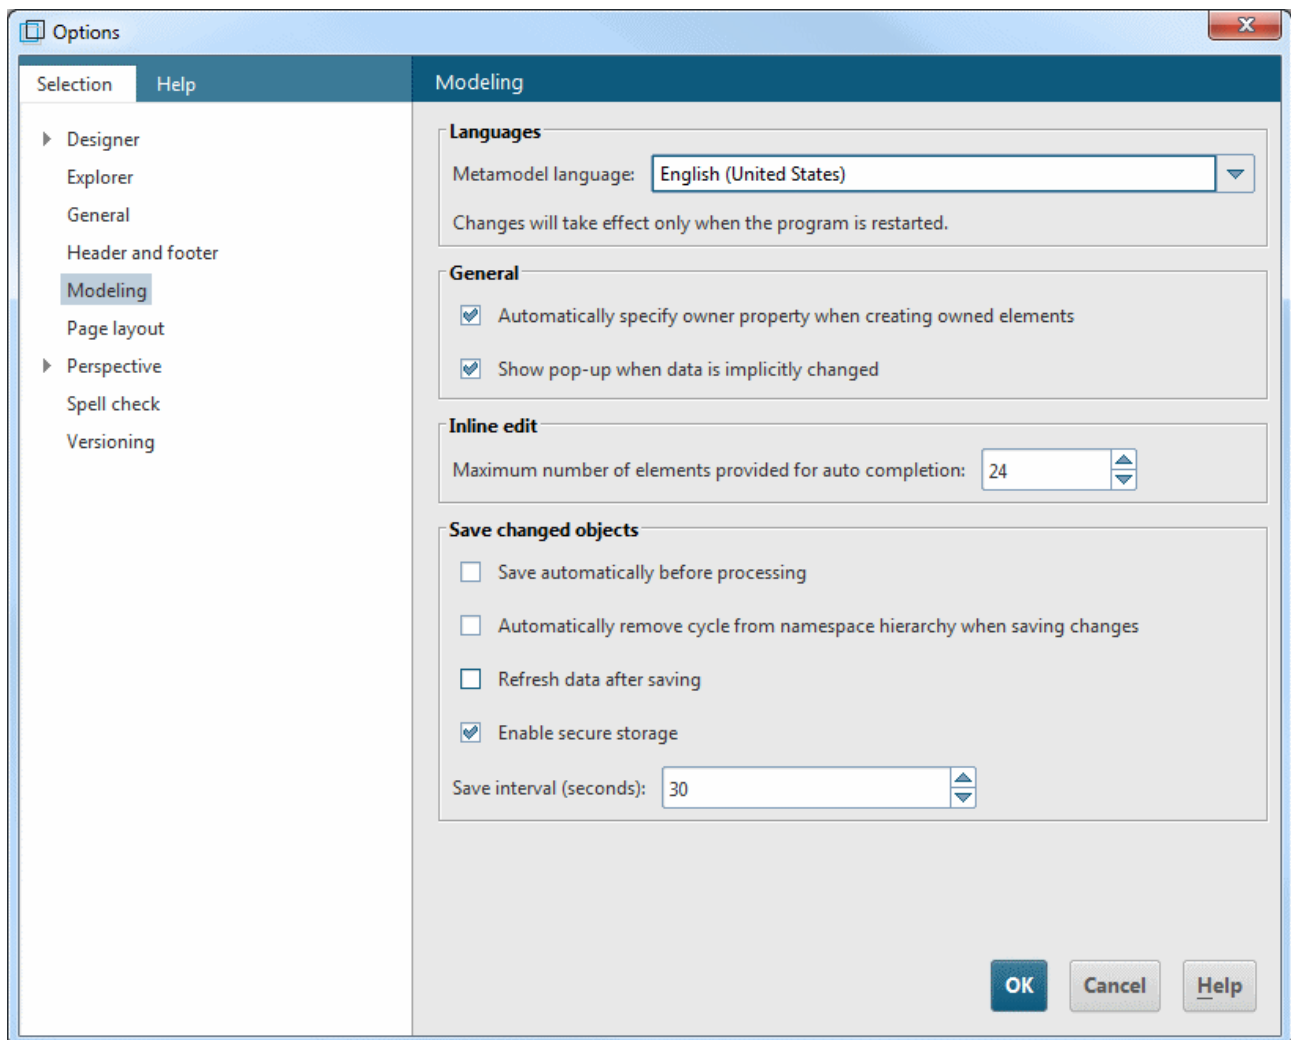 Options
Selection Help
Modeling
Designer
Explorer
General
Header and footer
Modeling
Page layout
Perspective
Spell check
Versioning
Languages
Metamodel language: English (United States)
Changes will take effect only when the program is restarted.
General
Automatically specify owner property when creating owned elements
Show pop-up when data is implicitly changed
Inline edit
Maximum number of elements provided for auto completion: 24
Save changed objects
Save automatically before processing
Automatically remove cycle from namespace hierarchy when saving changes
Refresh data after saving
Enable secure storage
Save interval (seconds): 30
OK Cancel Help